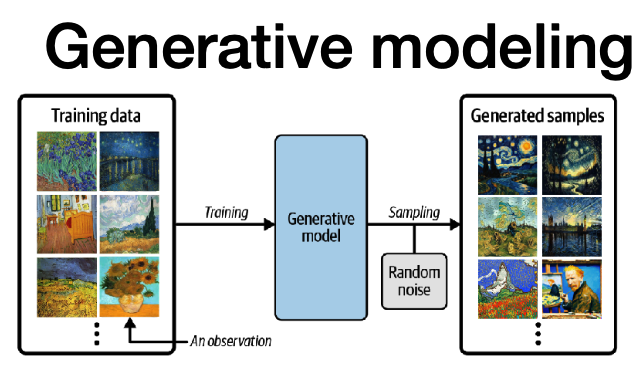 Generative modeling
Training data
Generated samples
Training
Generative
model
Sampling
Random
noise
An observation